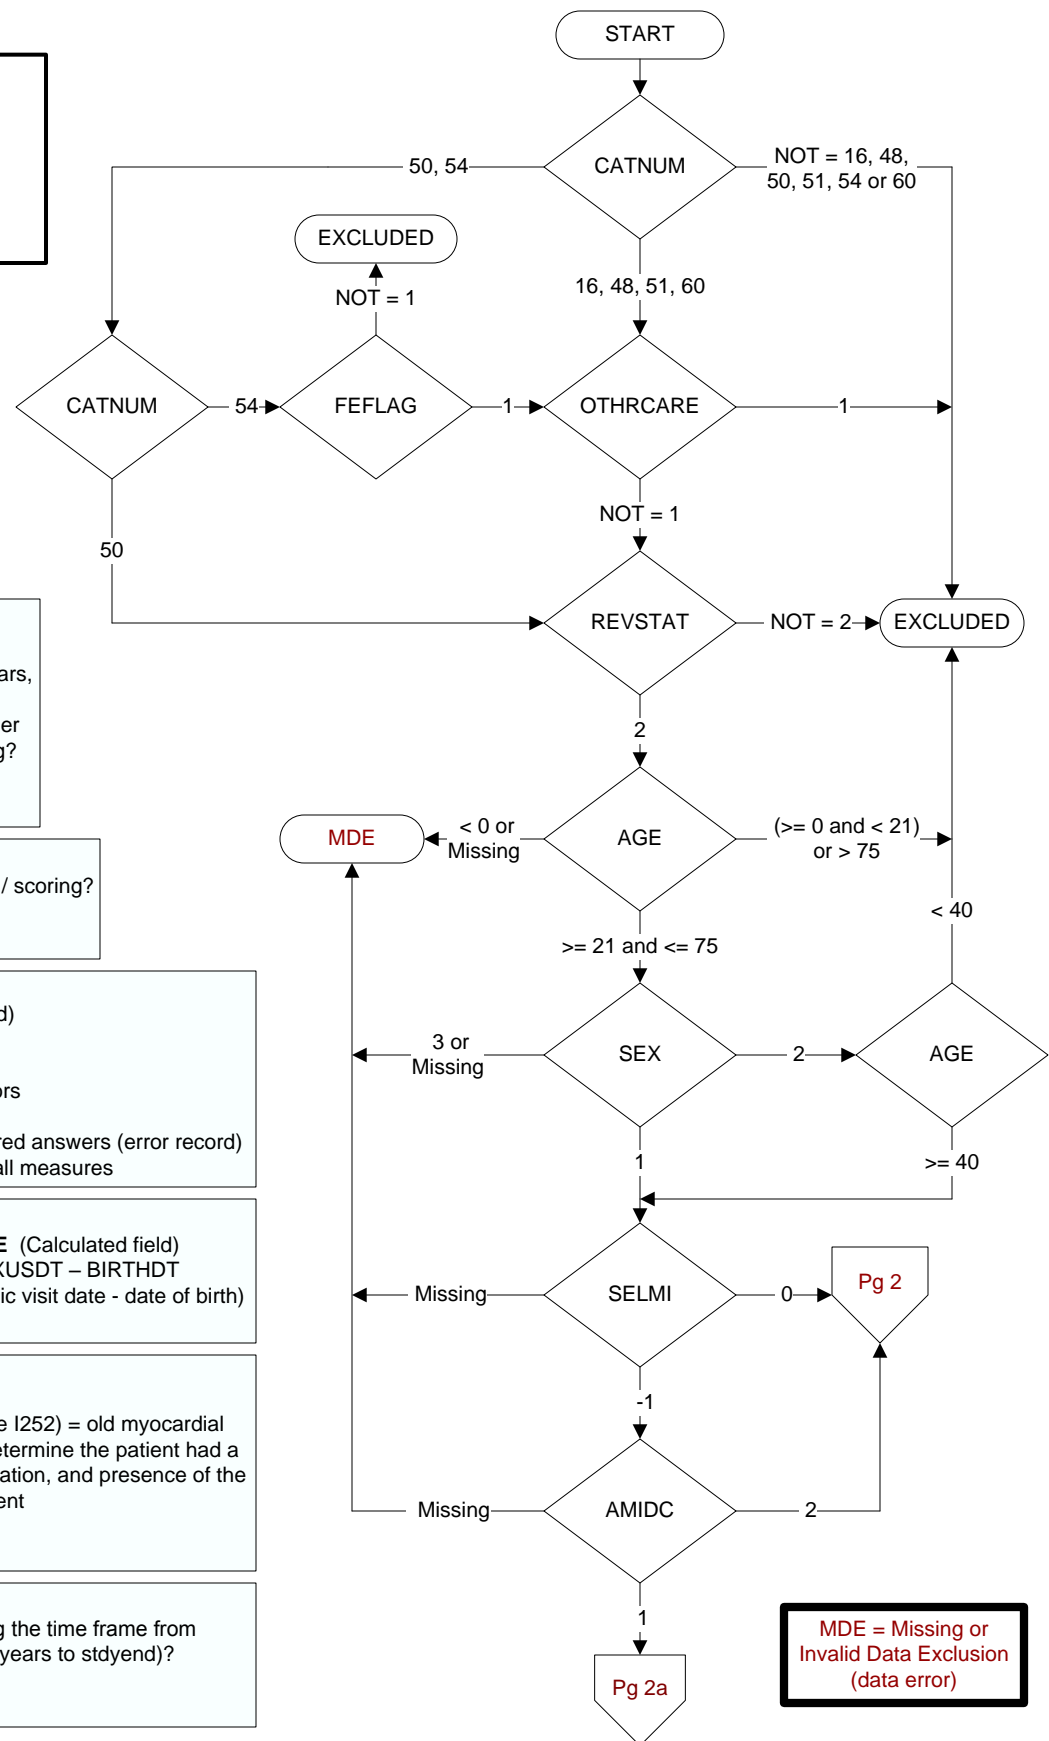 START
CATNUM
50, 54
NOT = 16, 48,
50, 51, 54 or 60
EXCLUDED
NOT = 1
16, 48, 51, 60
CATNUM
54
FEFLAG
1
OTHRCARE
1
NOT = 1
50
REVSTAT
NOT = 2
EXCLUDED
ars,
er
g?
2
MDE
< 0 or
Missing
AGE
(>= 0 and < 21)
or > 75
/ scoring?
< 40
>= 21 and <= 75
d)
3 or
Missing
SEX
2
AGE
ors
red answers (error record)
all measures
1
>= 40
E (Calculated field)
XUSDT – BIRTHDT
ic visit date - date of birth)
Missing
SELMI
0
Pg 2
-1
e I252) = old myocardial
etermine the patient had a
ation, and presence of the
ent
Missing
AMIDC
2
1
g the time frame from
years to stdyend)?
Pg 2a
MDE = Missing or
Invalid Data Exclusion
(data error)